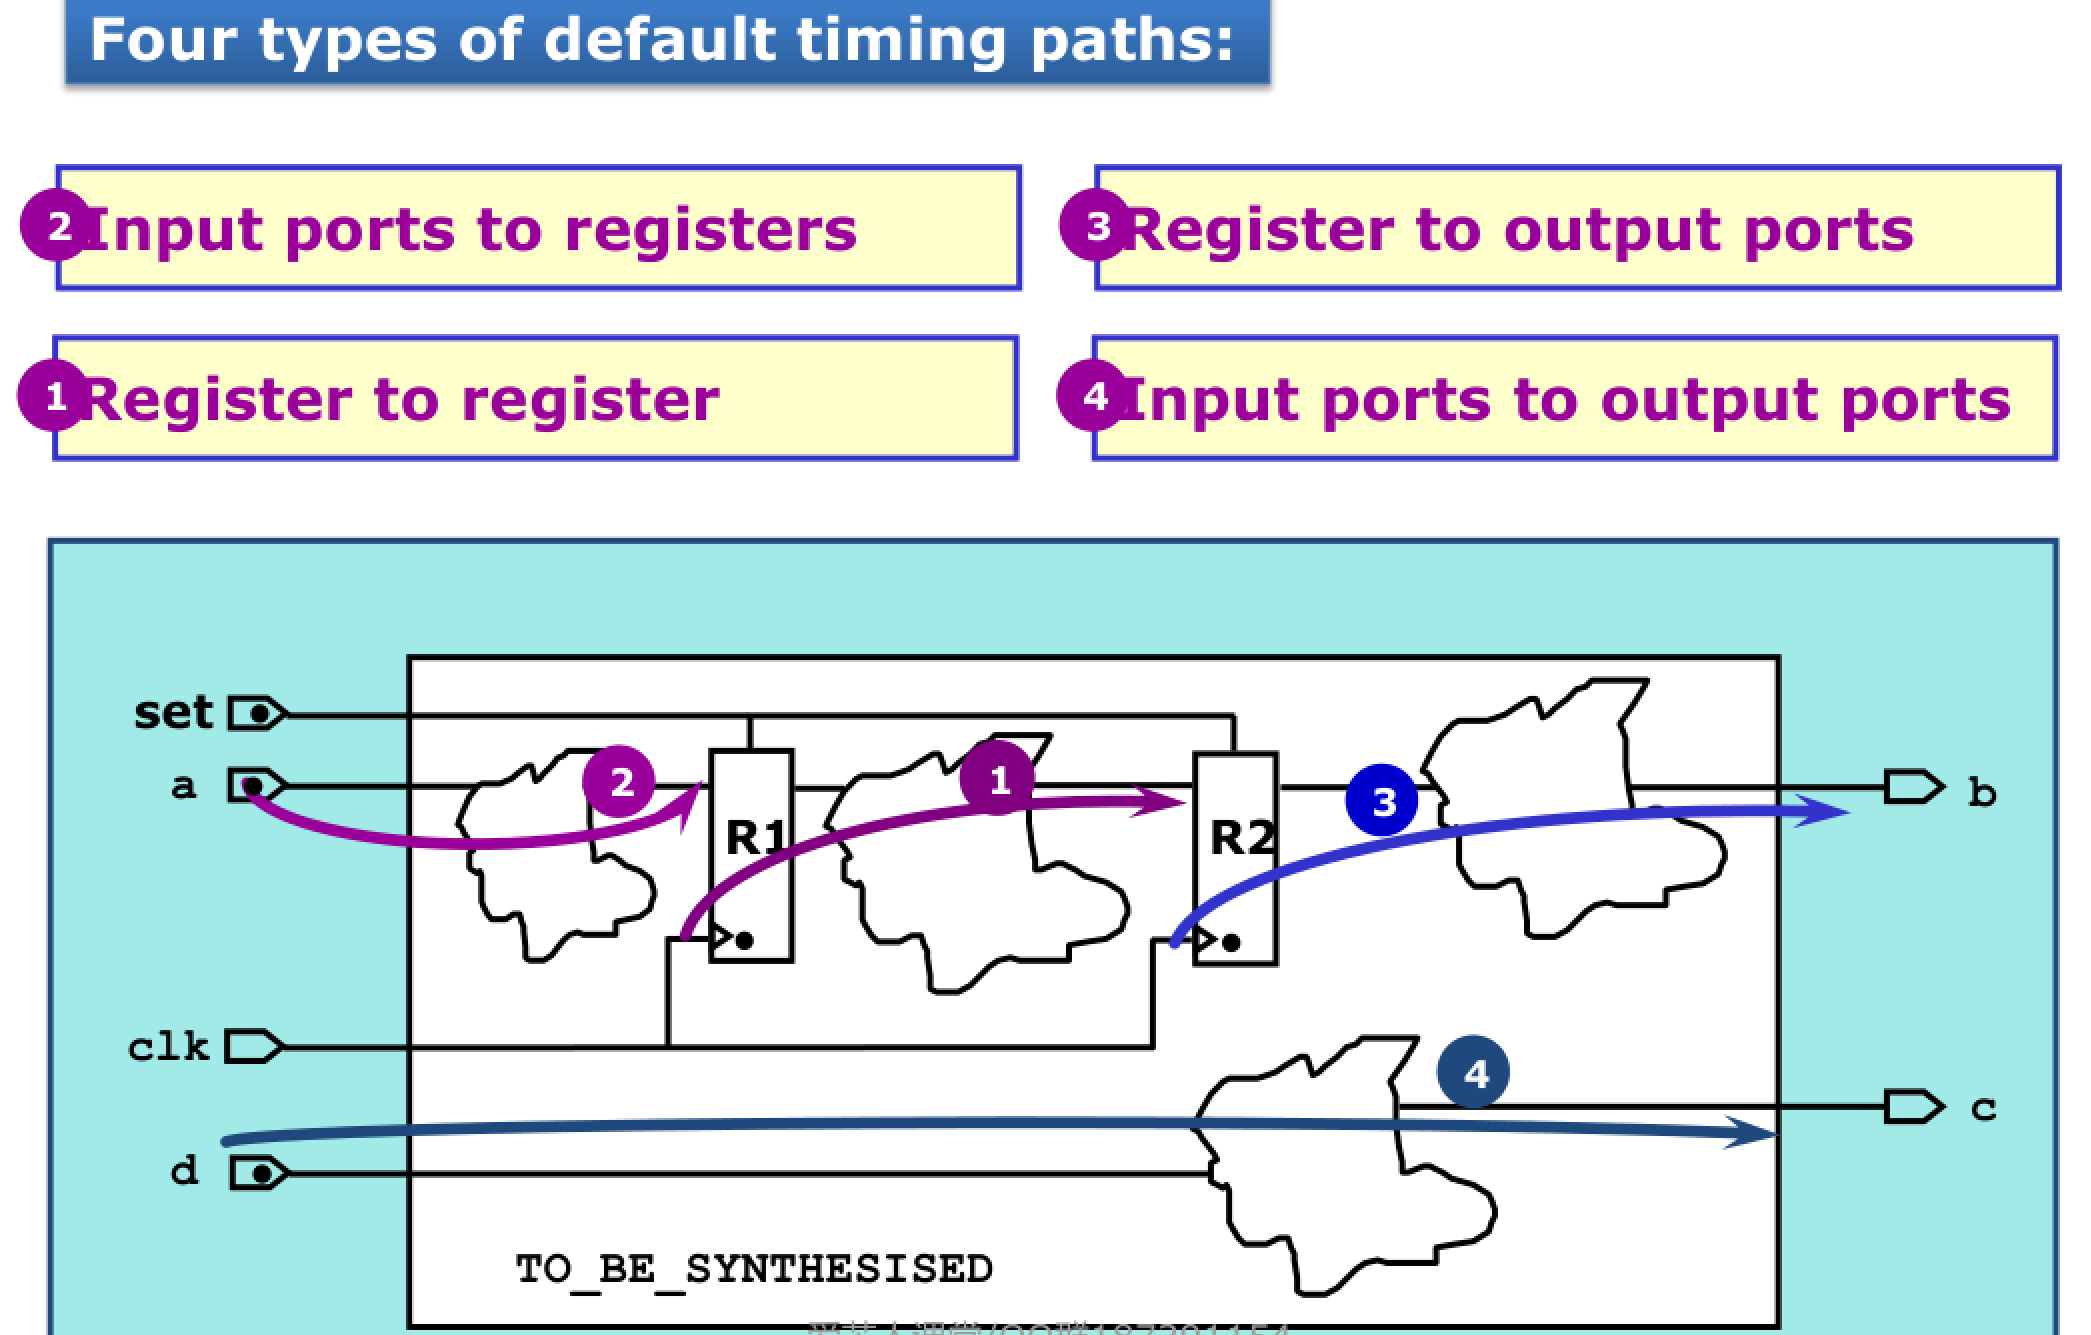 Four types of default timing paths:
2 Input ports to registers
3 Register to output ports
1 Register to register
4 Input ports to output ports
set
a
2
1
3
b
R1
R2
clk
4
c
d
TO_BE_SYNTHESISED